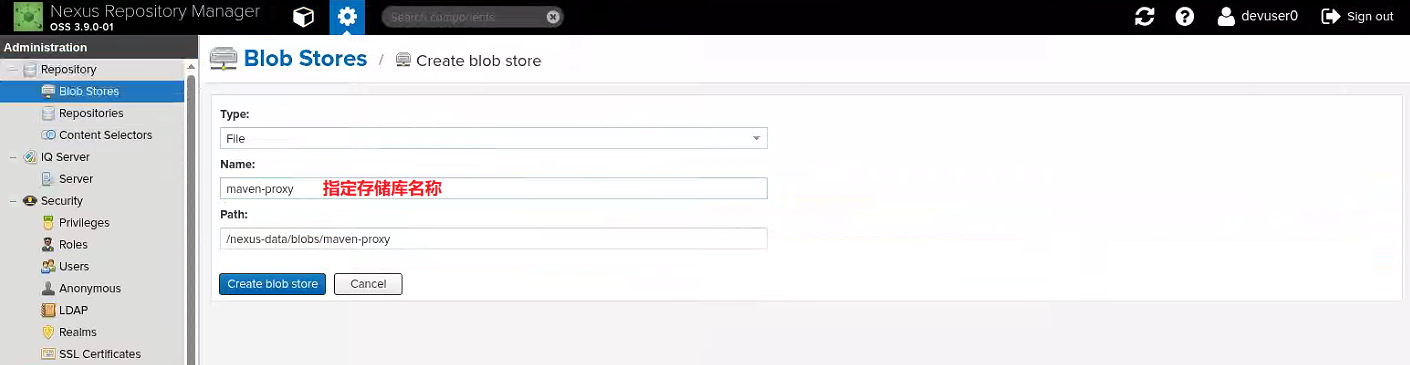 Nexus Repository Manager
OSS 3.9.0-01
Search components
devuser0
Sign out
Administration
Repository
Blob Stores
Repositories
Content Selectors
IQ Server
Server
Security
Privileges
Roles
Users
Anonymous
LDAP
Realms
SSL Certificates
Blob Stores / Create blob store
Type:
File
Name:
maven-proxy 指定存储库名称
Path:
/nexus-data/blobs/maven-proxy
Create blob store Cancel